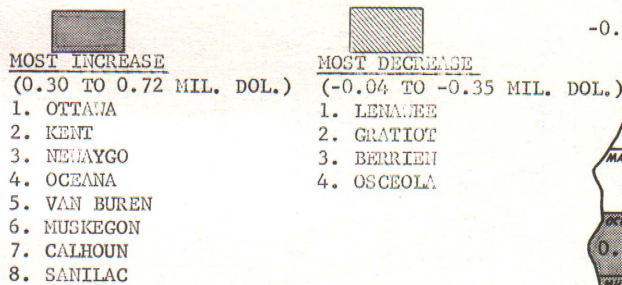 MOST INCREASE
(0.30 TO 0.72 MIL. DOL.)
1. OTTAWA
2. KENT
3. NEWAYGO
4. OCEANA
5. VAN BUREN
6. MUSKEGON
7. CALHOUN
8. SANILAC
MOST DECREASE
(-0.04 TO -0.35 MIL. DOL.)
1. LENAWEE
2. GRATIOT
3. BERRIEN
4. OSCEOLA
-0.
MA
0.